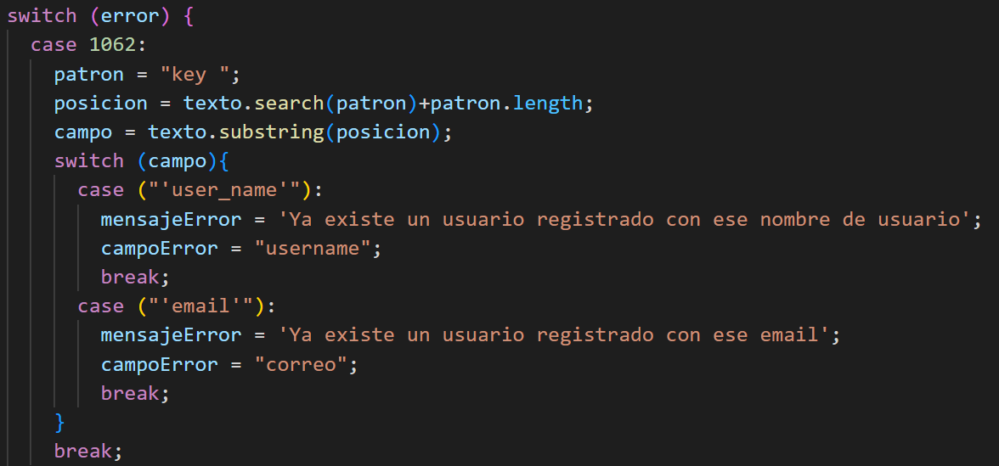 switch (error) {
case 1062:
patron = "key ";
posicion = texto.search(patron)+patron.length;
campo = texto.substring(posicion);
switch (campo){
case ("'user_name'"):
mensajeError = 'Ya existe un usuario registrado con ese nombre de usuario';
campoError = "username";
break;
case ("'email'"):
mensajeError = 'Ya existe un usuario registrado con ese email';
campoError = "correo";
break;
}
break;